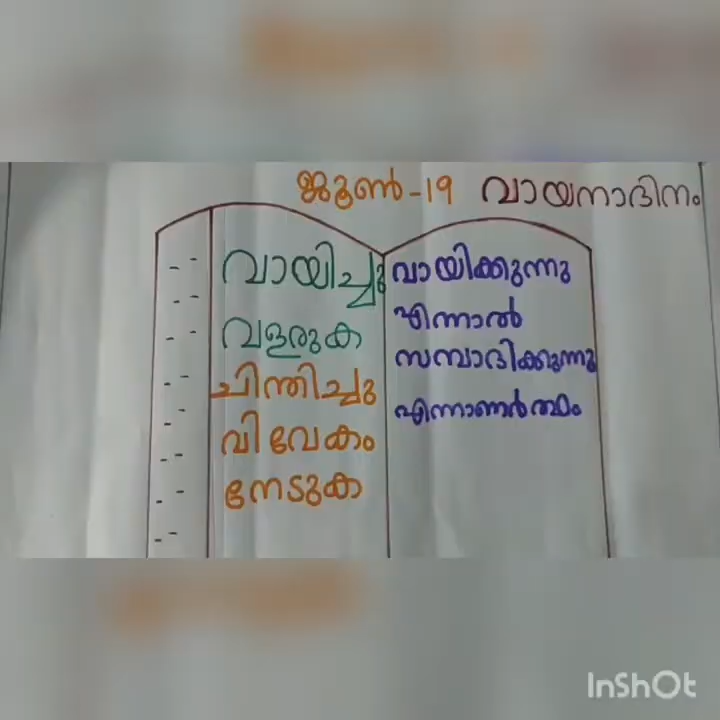 ജൂൺ-19 വായനാദിനം
വായിച്ചു
വളരുക
ചിന്തിച്ചു
വിവേകം
നേടുക
വായിക്കുന്നു
എന്നാൽ
സമ്പാദിക്കുന്നു
എന്നാണർത്ഥം
InShOt